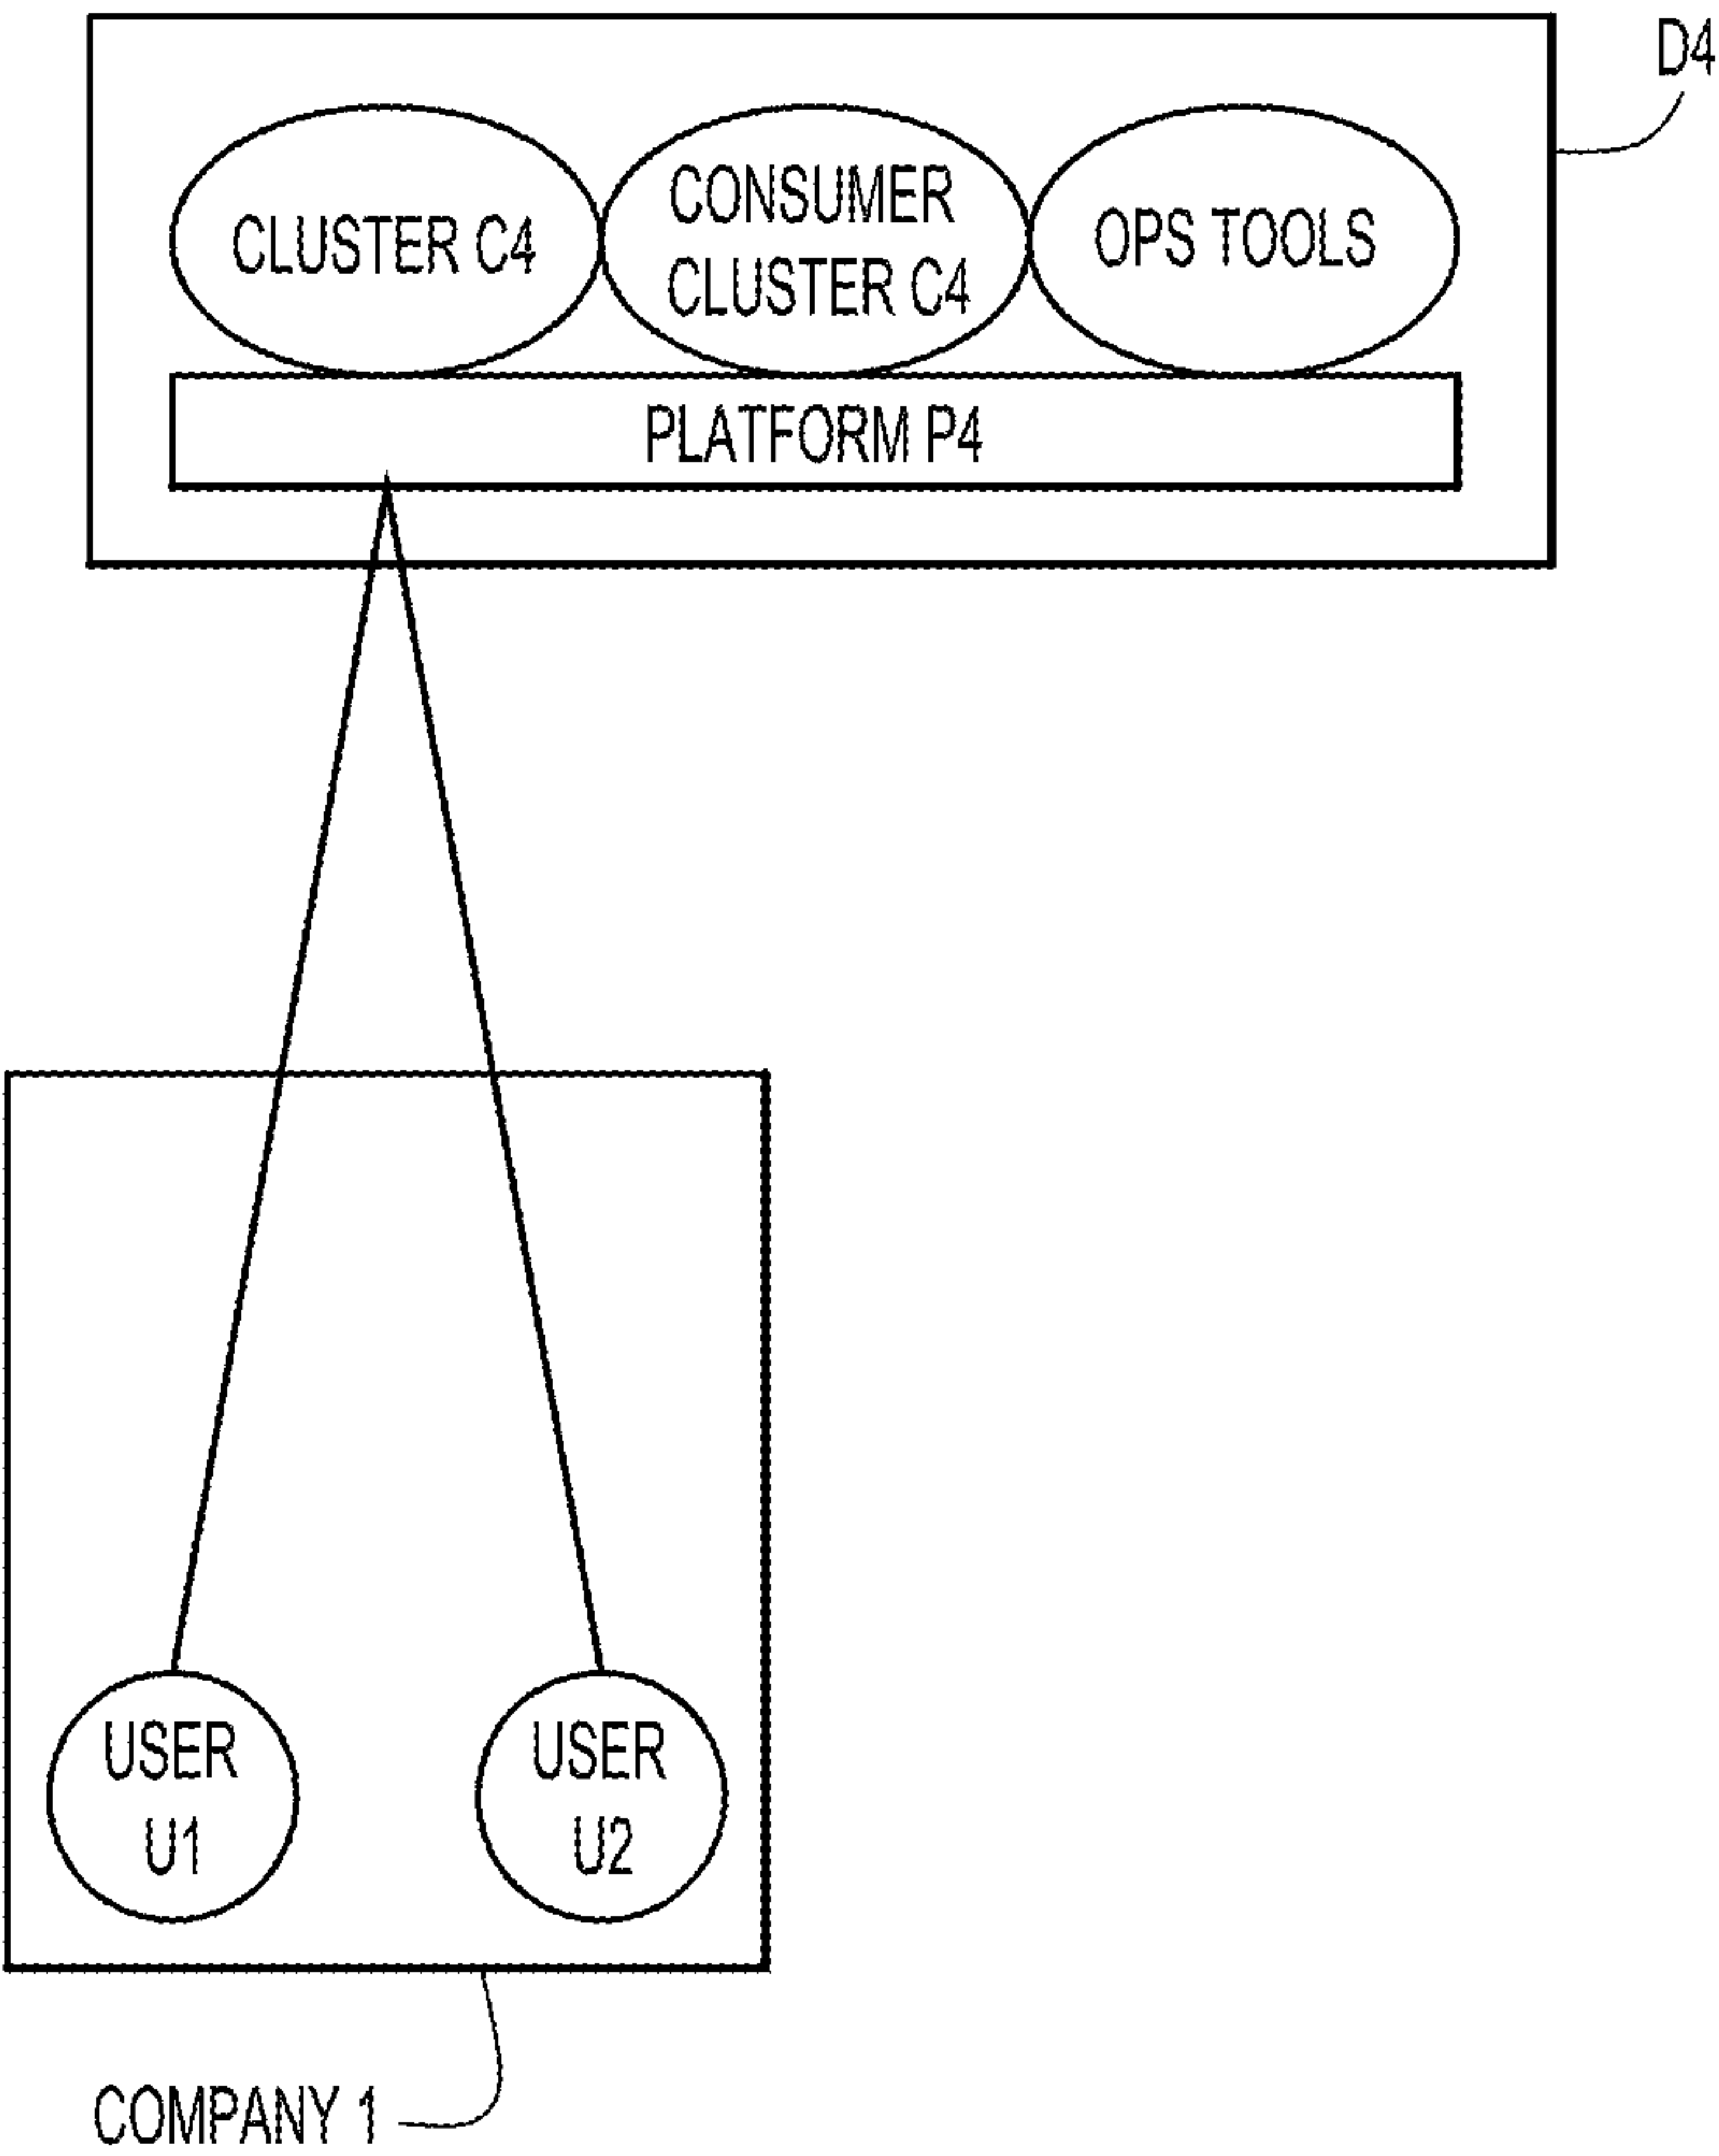 D4
CLUSTER C4
CONSUMER
CLUSTER C4
OPS TOOLS
PLATFORM P4
USER
U1
USER
U2
COMPANY 1